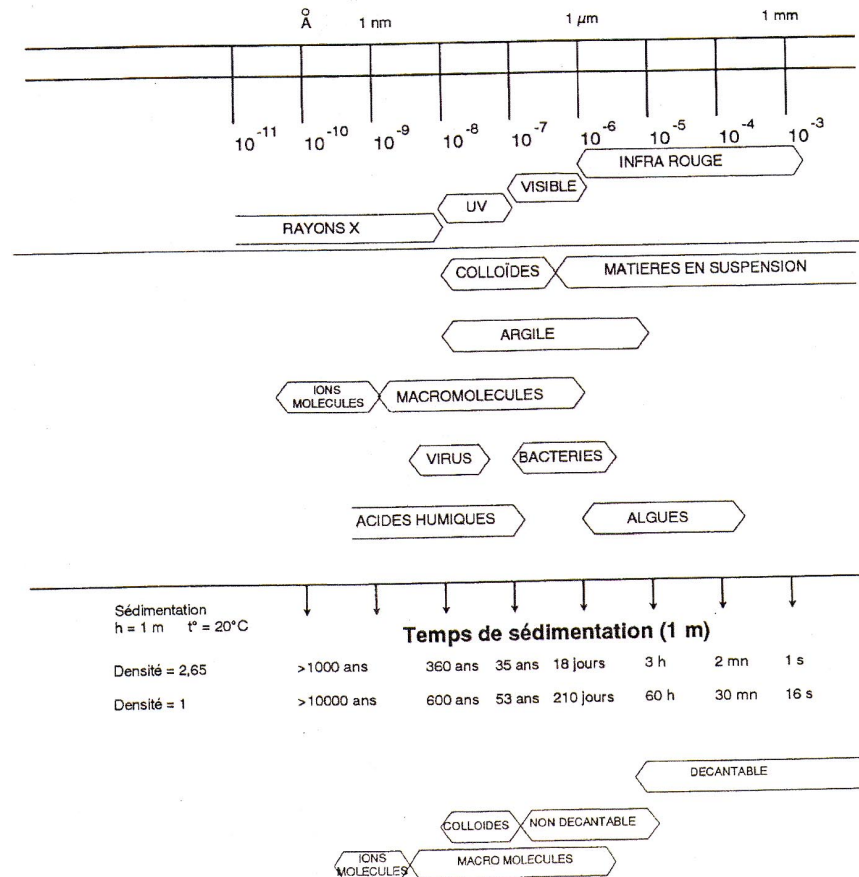 Å 1 nm 1 µm 1 mm
10⁻¹¹ 10⁻¹⁰ 10⁻⁹ 10⁻⁸ 10⁻⁷ 10⁻⁶ 10⁻⁵ 10⁻⁴ 10⁻³
INFRA ROUGE
VISIBLE
UV
RAYONS X
COLLOÏDES MATIERES EN SUSPENSION
ARGILE
IONS
MOLECULES
MACROMOLECULES
VIRUS BACTERIES
ACIDES HUMIQUES ALGUES
Sédimentation
h = 1 m t° = 20°C
Temps de sédimentation (1 m)
Densité = 2,65 >1000 ans 360 ans 35 ans 18 jours 3 h 2 mn 1 s
Densité = 1 >10000 ans 600 ans 53 ans 210 jours 60 h 30 mn 16 s
DECANTABLE
COLLOIDES NON DECANTABLE
IONS
MOLECULES
MACRO MOLECULES